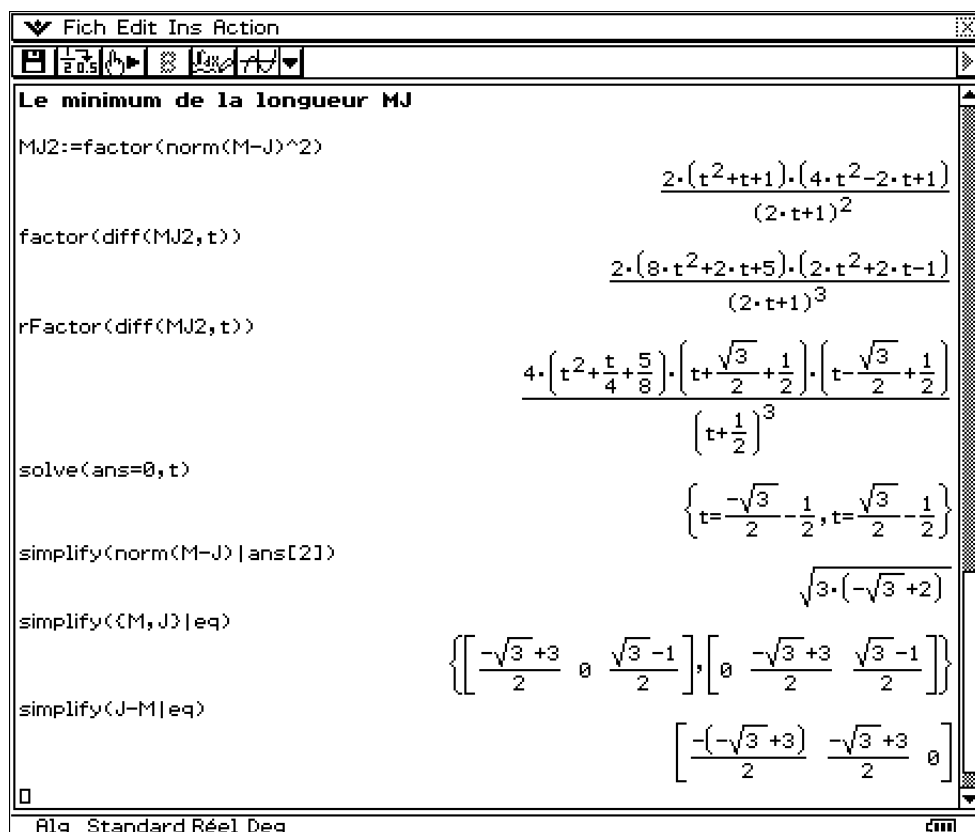 Fich Edit Ins Action
Le minimum de la longueur MJ
MJ2:=factor(norm(M-J)^2)
2·(t²+t+1)·(4·t²-2·t+1)
(2·t+1)²
factor(diff(MJ2,t))
2·(8·t²+2·t+5)·(2·t²+2·t-1)
(2·t+1)³
rFactor(diff(MJ2,t))
4·(t²+t/4+5/8)·(t+√3/2+1/2)·(t-√3/2+1/2)
(t+1/2)³
solve(ans=0,t)
{t=-√3/2-1/2,t=√3/2-1/2}
simplify(norm(M-J)|ans[2])
√(3·(-√3+2))
simplify({M,J}|eq)
{[(-√3+3)/2 0 (√3-1)/2],[0 (-√3+3)/2 (√3-1)/2]}
simplify(J-M|eq)
[-(-√3+3)/2 (-√3+3)/2 0]
Alg Standard Réel Deg